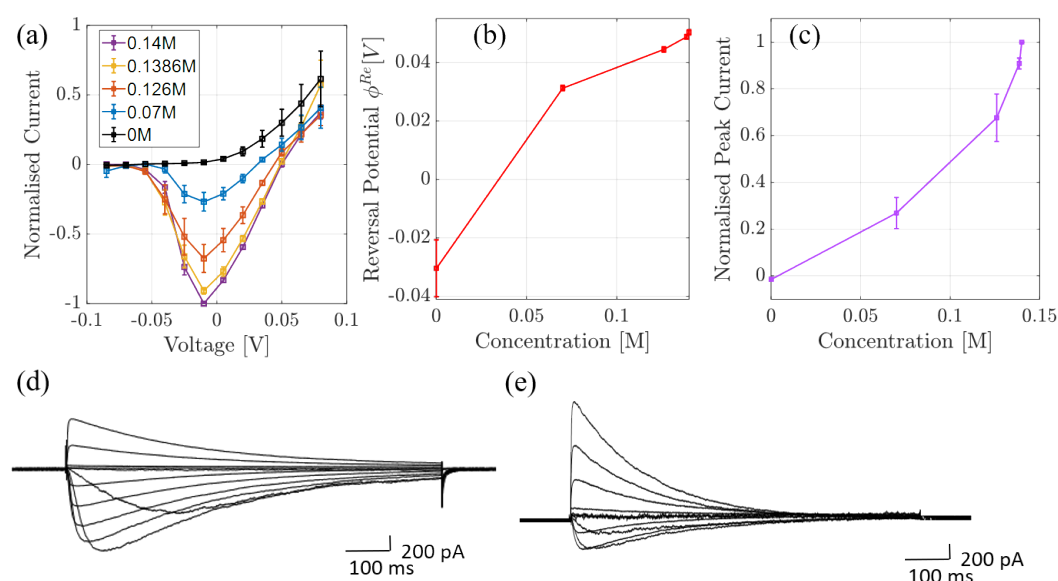 (a)
1
0.5
0
-0.5
-1
Normalised Current
0.14M
0.1386M
0.126M
0.07M
0M
-0.1
-0.05
0
0.05
0.1
Voltage [V]
(b)
0.04
0.02
0
-0.02
-0.04
Reversal Potential ϕ^{Re}[V]
0
0.05
0.1
Concentration [M]
(c)
1
0.8
0.6
0.4
0.2
0
Normalised Peak Current
0
0.05
0.1
0.15
Concentration [M]
(d)
200 pA
100 ms
(e)
200 pA
100 ms